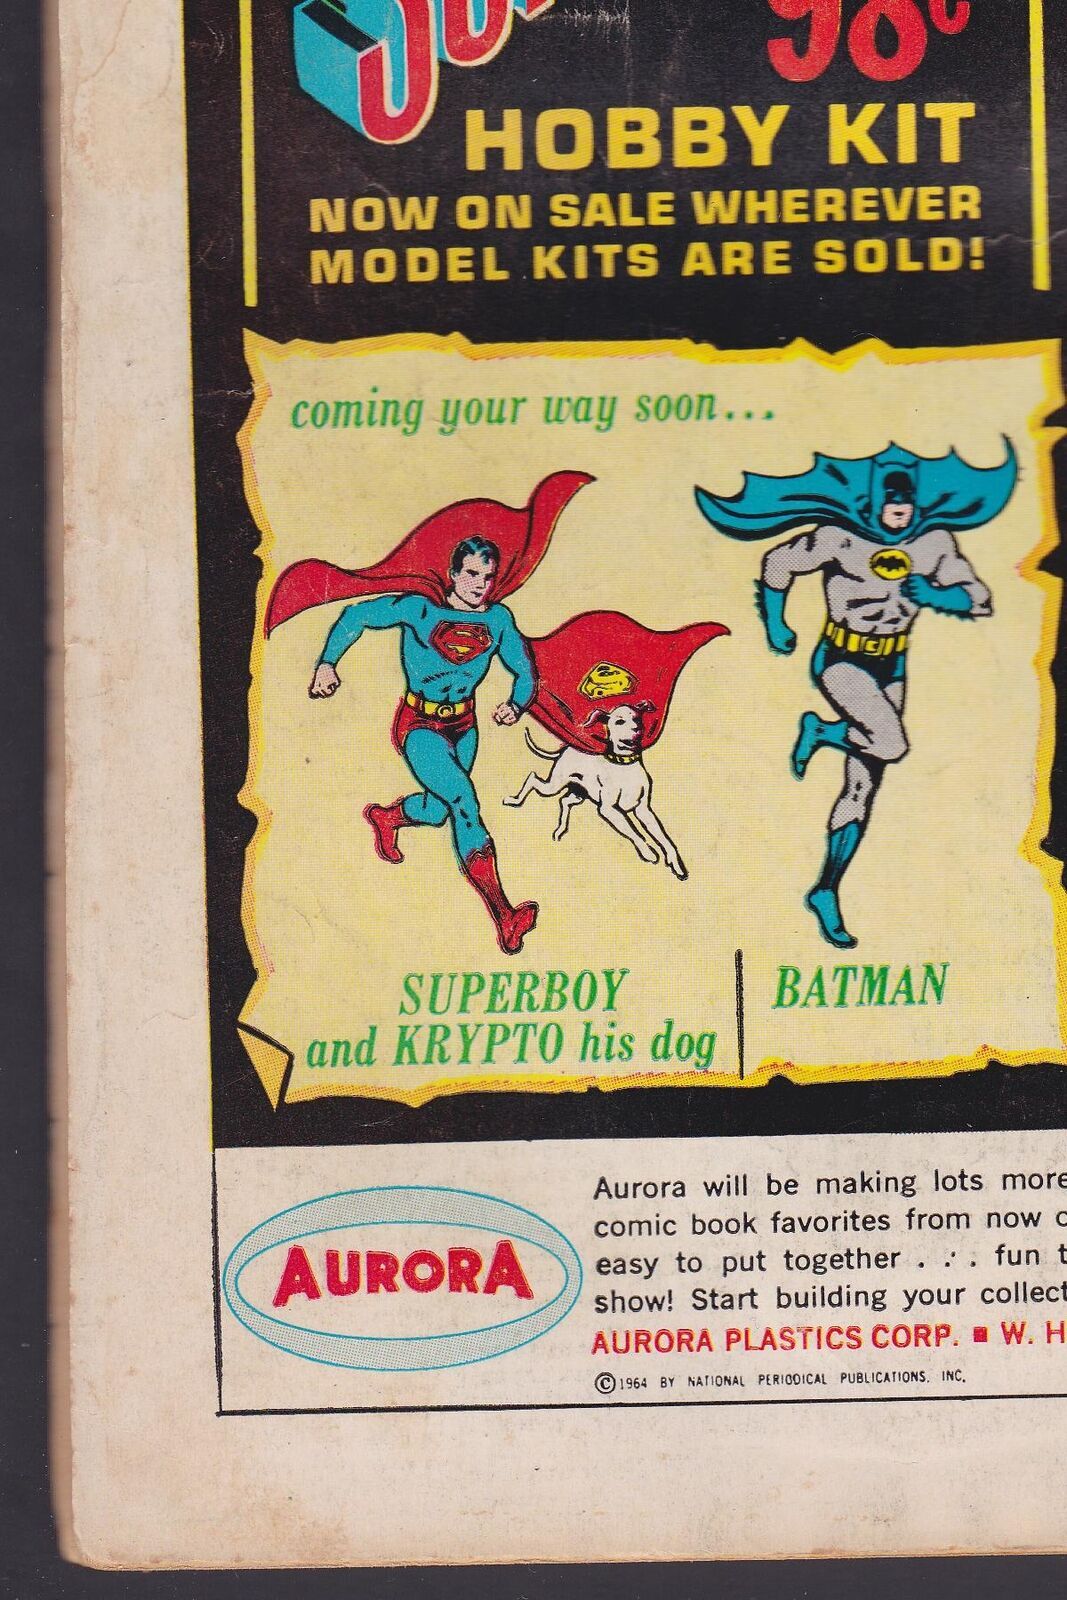 98¢
HOBBY KIT
NOW ON SALE WHEREVER
MODEL KITS ARE SOLD!
coming your way soon...
SUPERBOY
and KRYPTO his dog
BATMAN
AURORA
Aurora will be making lots more
comic book favorites from now
easy to put together . . . fun
show! Start building your
AURORA PLASTICS CORP. ■ W.
©1964 BY NATIONAL PERIODICAL PUBLICATIONS, INC.